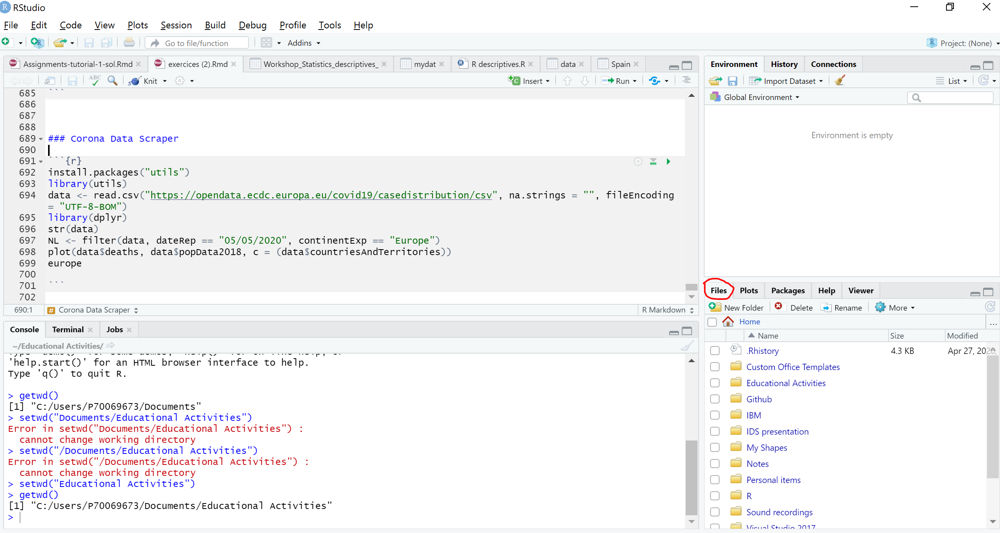 RStudio
File Edit Code View Plots Session Build Debug Profile Tools Help
Go to file/function Addins Project: (None)
Assignments-tutorial-1-sol.Rmd exercices (2).Rmd Workshop_Statistics_descriptives_ mydat R descriptives.R data Spain
ABC Knit Insert Run
685 ```
686
687
688
689 ### Corona Data Scraper
690
691 ```{r}
692 install.packages("utils")
693 library(utils)
694 data <- read.csv("https://opendata.ecdc.europa.eu/covid19/casedistribution/csv", na.strings = "", fileEncoding
= "UTF-8-BOM")
695 library(dplyr)
696 str(data)
697 NL <- filter(data, dateRep == "05/05/2020", continentExp == "Europe")
698 plot(data$deaths, data$popData2018, c = (data$countriesAndTerritories))
699 europe
700
701 ```
702
690:1 # Corona Data Scraper R Markdown
Console Terminal Jobs
~/Educational Activities/
'help.start()' for an HTML browser interface to help.
Type 'q()' to quit R.
> getwd()
[1] "C:/Users/P70069673/Documents"
> setwd("Documents/Educational Activities")
Error in setwd("Documents/Educational Activities") :
cannot change working directory
> setwd("/Documents/Educational Activities")
Error in setwd("/Documents/Educational Activities") :
cannot change working directory
> setwd("Educational Activities")
> getwd()
[1] "C:/Users/P70069673/Documents/Educational Activities"
>
Environment History Connections
Import Dataset List
Global Environment
Environment is empty
Files Plots Packages Help Viewer
New Folder Delete Rename More
Home ...
Name Size Modified
.Rhistory 4.3 KB Apr 27, 2020,
Custom Office Templates
Educational Activities
Github
IBM
IDS presentation
My Shapes
Notes
Personal items
R
Sound recordings
Visual Studio 2017